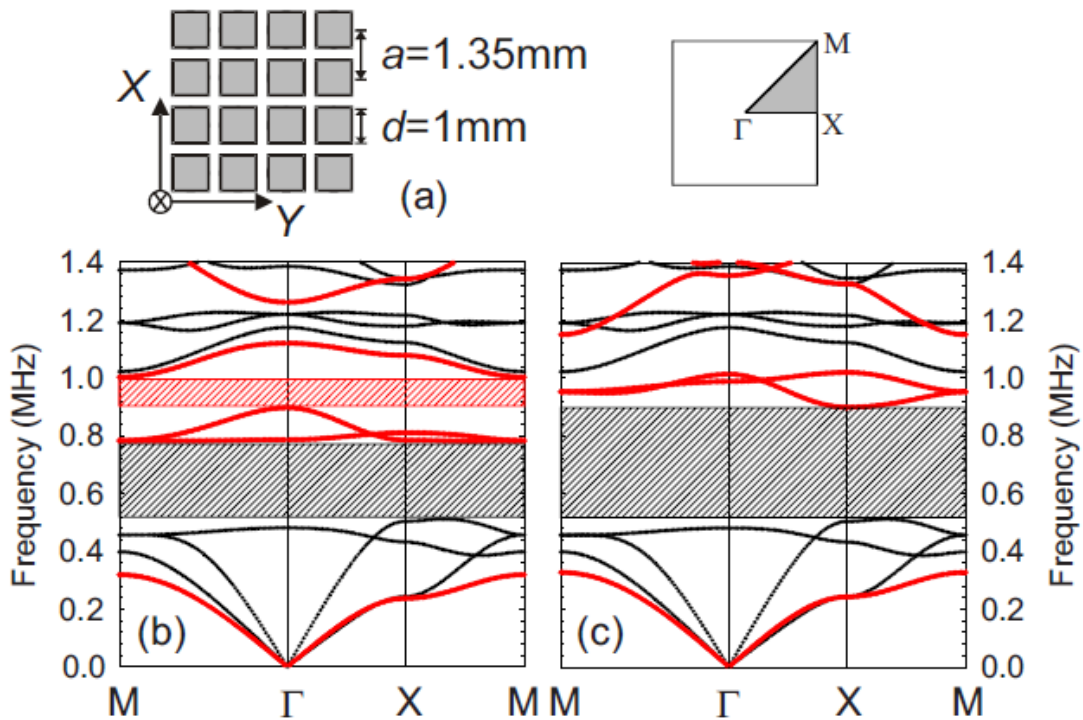 X
Y
a=1.35mm
d=1mm
(a)
M
Γ
X
1.4
1.2
1.0
0.8
0.6
0.4
0.2
0.0
Frequency (MHz)
(b)
M Γ X M
(c)
M Γ X M
1.4
1.2
1.0
0.8
0.6
0.4
0.2
0.0
Frequency (MHz)